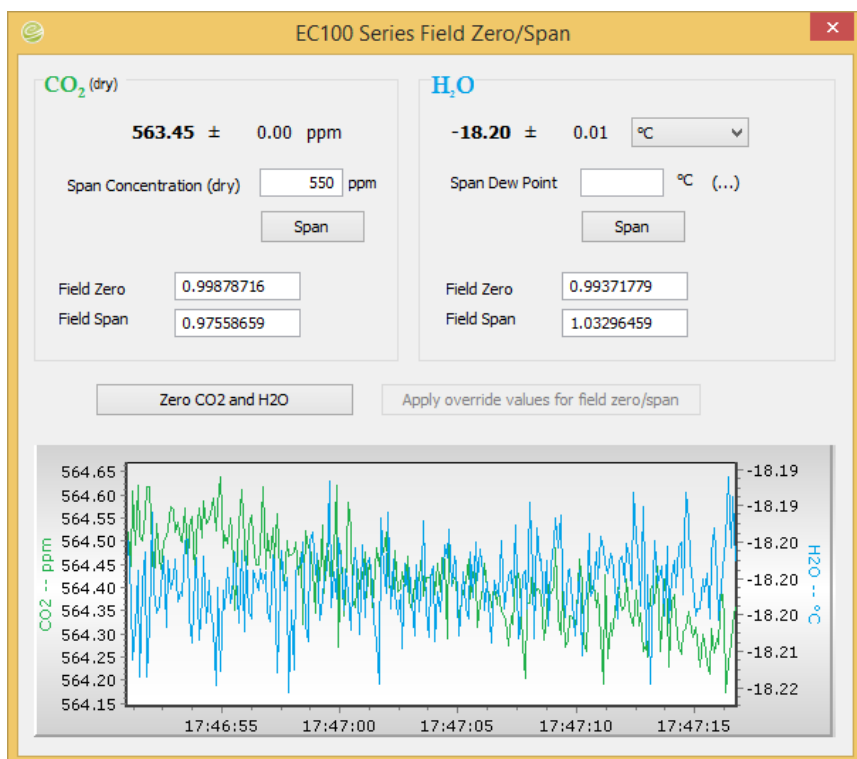 EC100 Series Field Zero/Span
CO2 (dry)
563.45 ± 0.00 ppm
Span Concentration (dry) 550 ppm
Span
Field Zero 0.99878716
Field Span 0.97558659
H2O
-18.20 ± 0.01 ºC
Span Dew Point ºC (...)
Span
Field Zero 0.99371779
Field Span 1.03296459
Zero CO2 and H2O
Apply override values for field zero/span
CO2 -- ppm
564.65
564.60
564.55
564.50
564.45
564.40
564.35
564.30
564.25
564.20
564.15
-18.19
-18.19
-18.20
-18.20
-18.20
-18.21
-18.22
H2O -- ºC
17:46:55 17:47:00 17:47:05 17:47:10 17:47:15